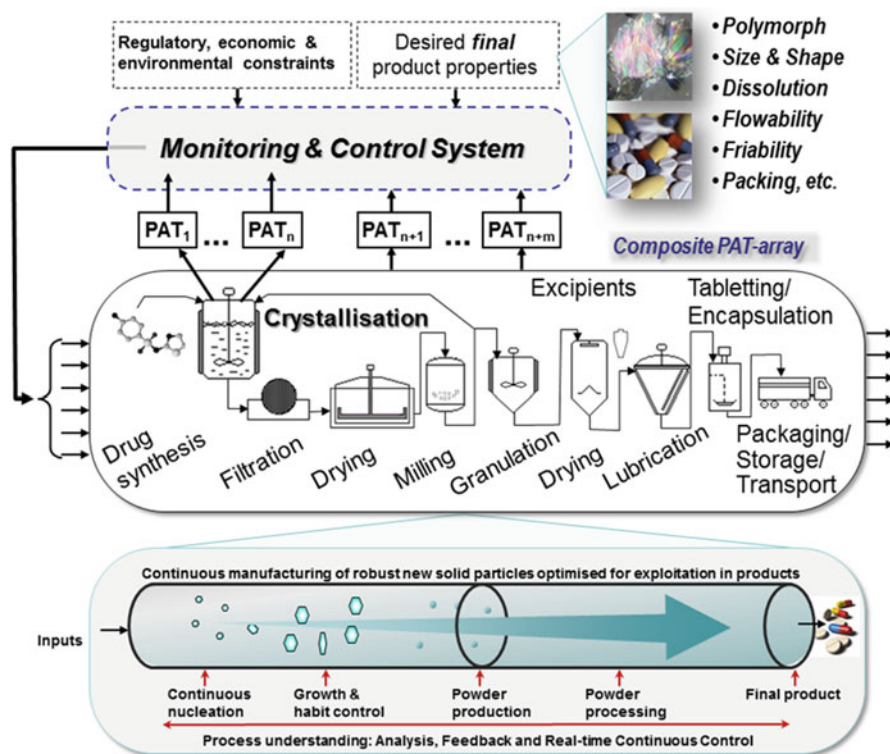 Regulatory, economic &
environmental constraints
Desired final
product properties
• Polymorph
• Size & Shape
• Dissolution
• Flowability
• Friability
• Packing, etc.
Monitoring & Control System
PAT1
...
PATn
PATn+1
...
PATn+m
Composite PAT-array
Crystallisation
Excipients
Tabletting/
Encapsulation
Drug
synthesis
Filtration
Drying
Milling
Granulation
Drying
Lubrication
Packaging/
Storage/
Transport
Continuous manufacturing of robust new solid particles optimised for exploitation in products
Inputs
Continuous
nucleation
Growth &
habit control
Powder
production
Powder
processing
Final product
Process understanding: Analysis, Feedback and Real-time Continuous Control